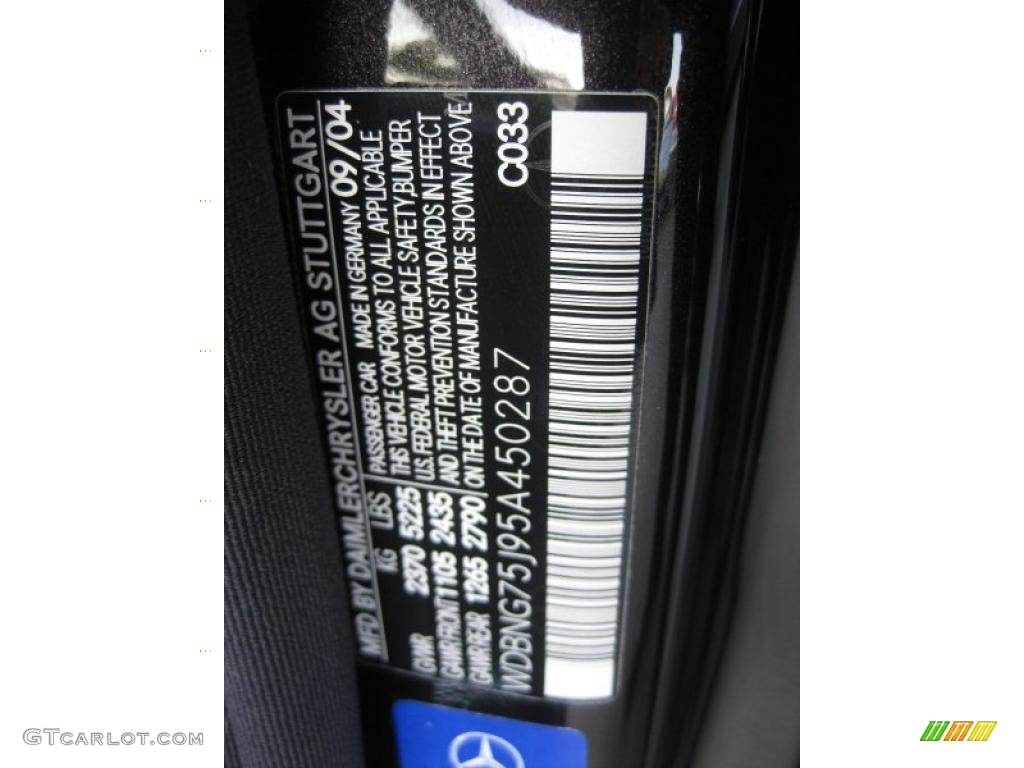 MFD BY DAIMLERCHRYSLER AG STUTTGART
KG LBS PASSENGER CAR MADE IN GERMANY 09/04
GVWR 2370 5225 THIS VEHICLE CONFORMS TO ALL APPLICABLE
U.S. FEDERAL MOTOR VEHICLE SAFETY,BUMPER
GAWR FRONT 1105 2435 AND THEFT PREVENTION STANDARDS IN EFFECT
GAWR REAR 1265 2790 ON THE DATE OF MANUFACTURE SHOWN ABOVE
WDBNG75J95A450287 C033
GTCARLOT.COM